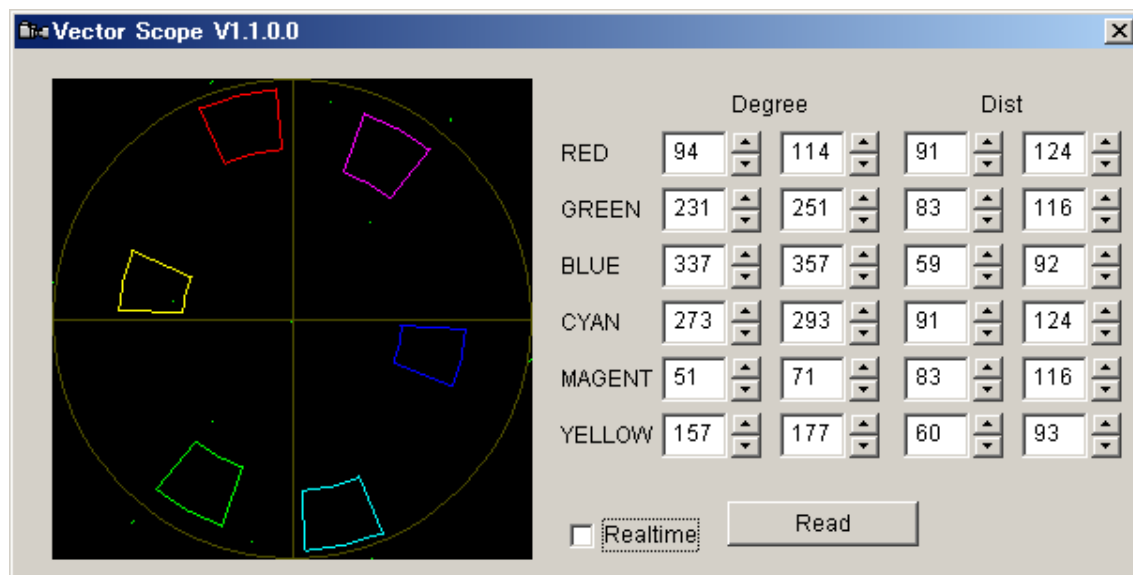 Vector Scope V1.1.0.0
Degree Dist
RED 94 114 91 124
GREEN 231 251 83 116
BLUE 337 357 59 92
CYAN 273 293 91 124
MAGENT 51 71 83 116
YELLOW 157 177 60 93
Realtime Read